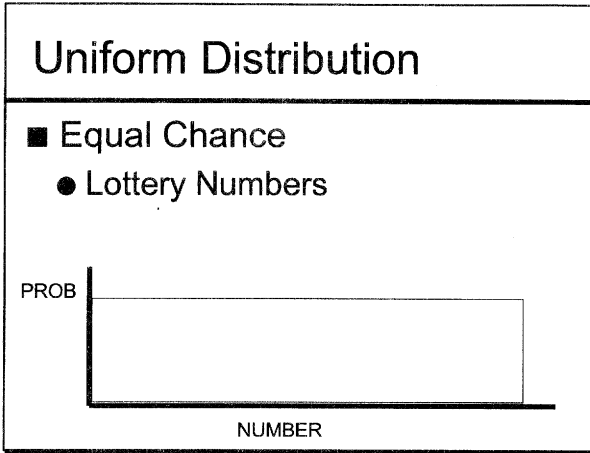 Uniform Distribution
■ Equal Chance
● Lottery Numbers
PROB
NUMBER